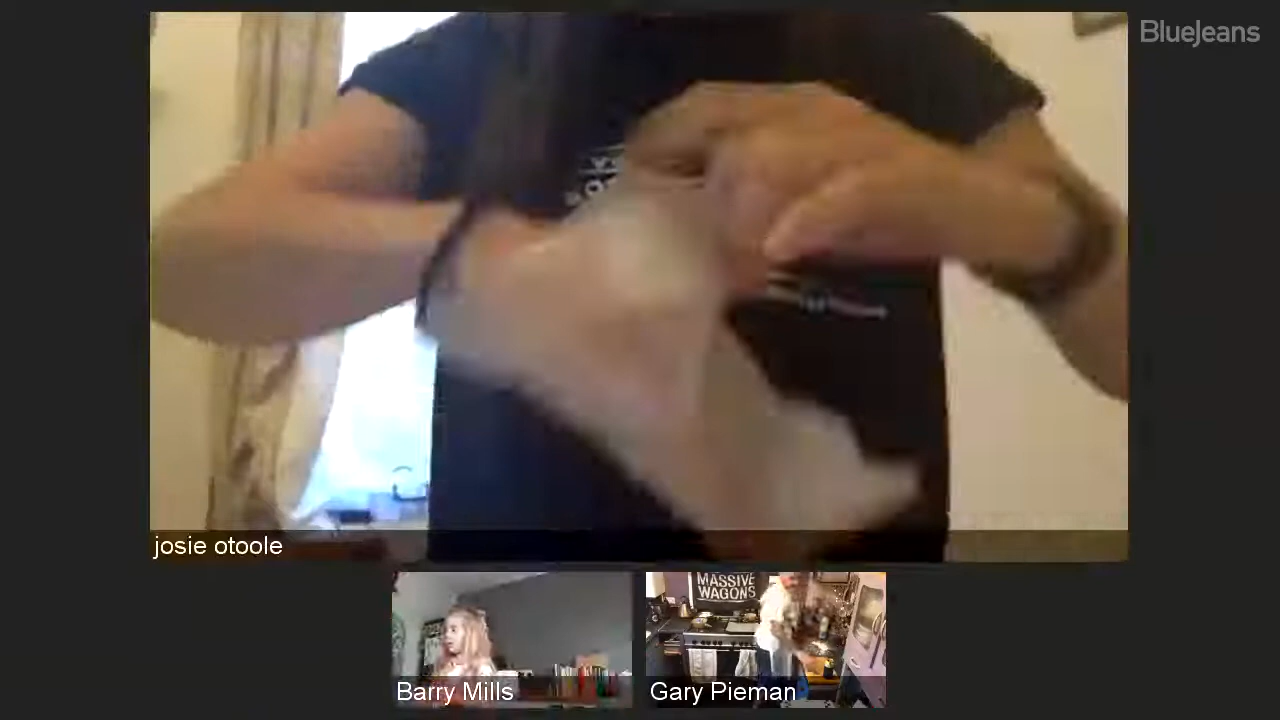 BlueJeans
josie otoole
MASSIVE
WAGONS
Barry Mills
Gary Pieman